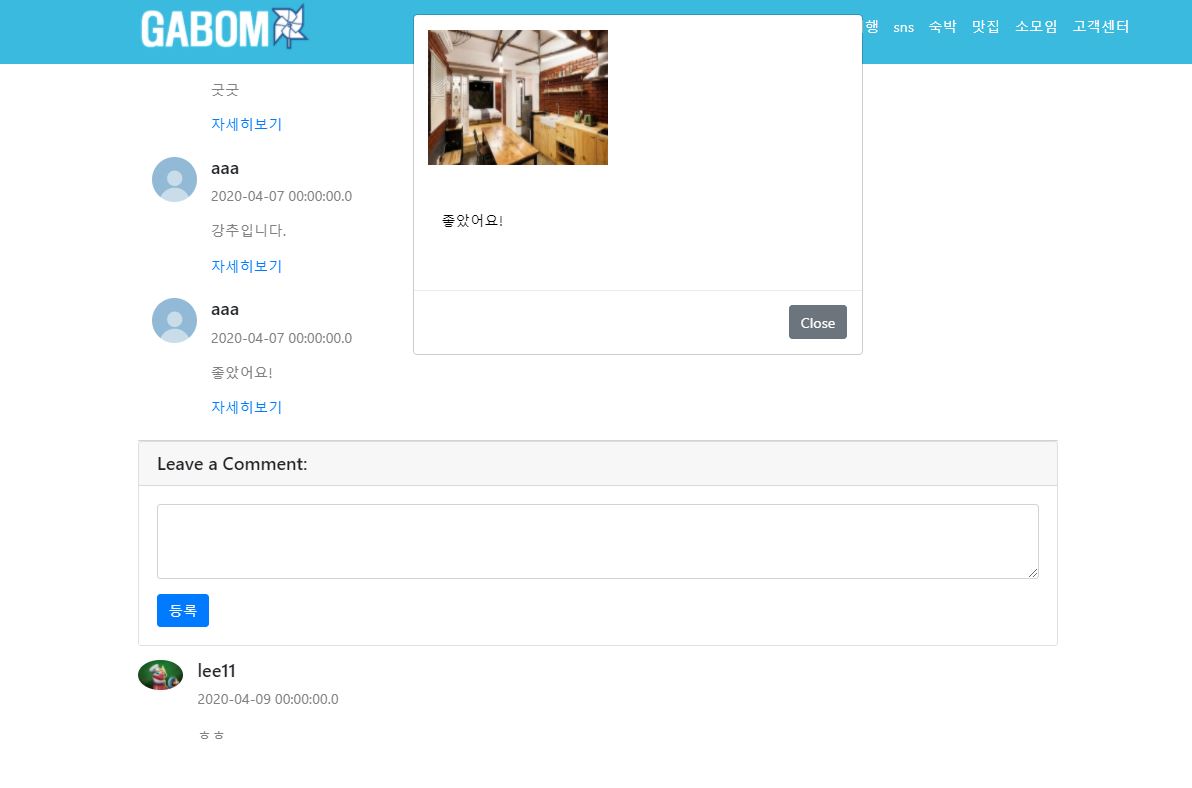 GABOM
행 sns 숙박 맛집 소모임 고객센터
굿굿
자세히보기
aaa
2020-04-07 00:00:00.0
강추입니다.
자세히보기
aaa
2020-04-07 00:00:00.0
좋았어요!
자세히보기
좋았어요!
Close
Leave a Comment:
등록
lee11
2020-04-09 00:00:00.0
ㅎㅎ